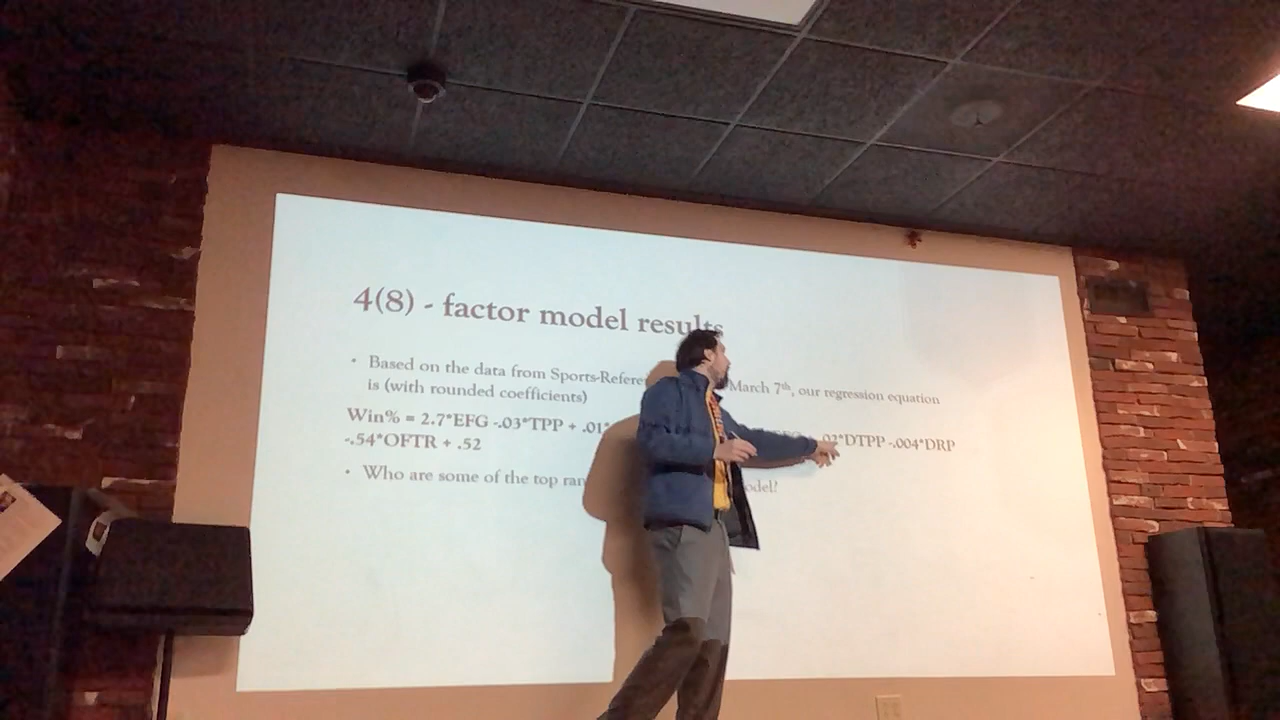 4(8) - factor model results
• Based on the data from Sports-Refere March 7th, our regression equation
is (with rounded coefficients)
Win% = 2.7*EFG -.03*TPP + .01* .02*DTPP -.004*DRP
-.54*OFTR + .52
• Who are some of the top ran odel?